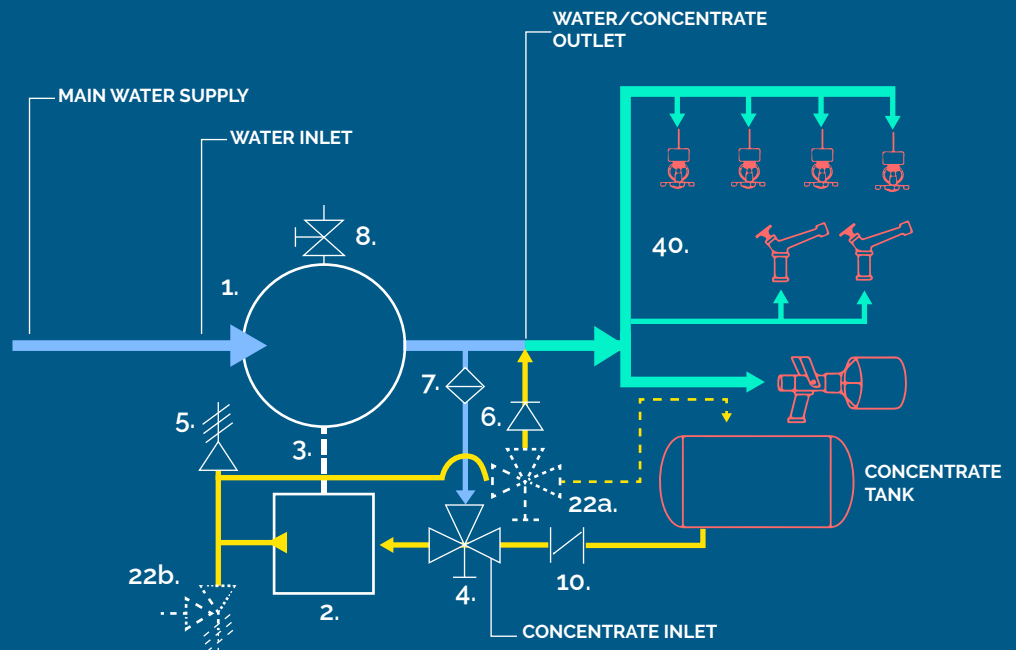 WATER/CONCENTRATE
OUTLET
MAIN WATER SUPPLY
WATER INLET
8.
40.
1.
7.
6.
5.
3.
CONCENTRATE
TANK
22a.
22b.
10.
4.
2.
CONCENTRATE INLET